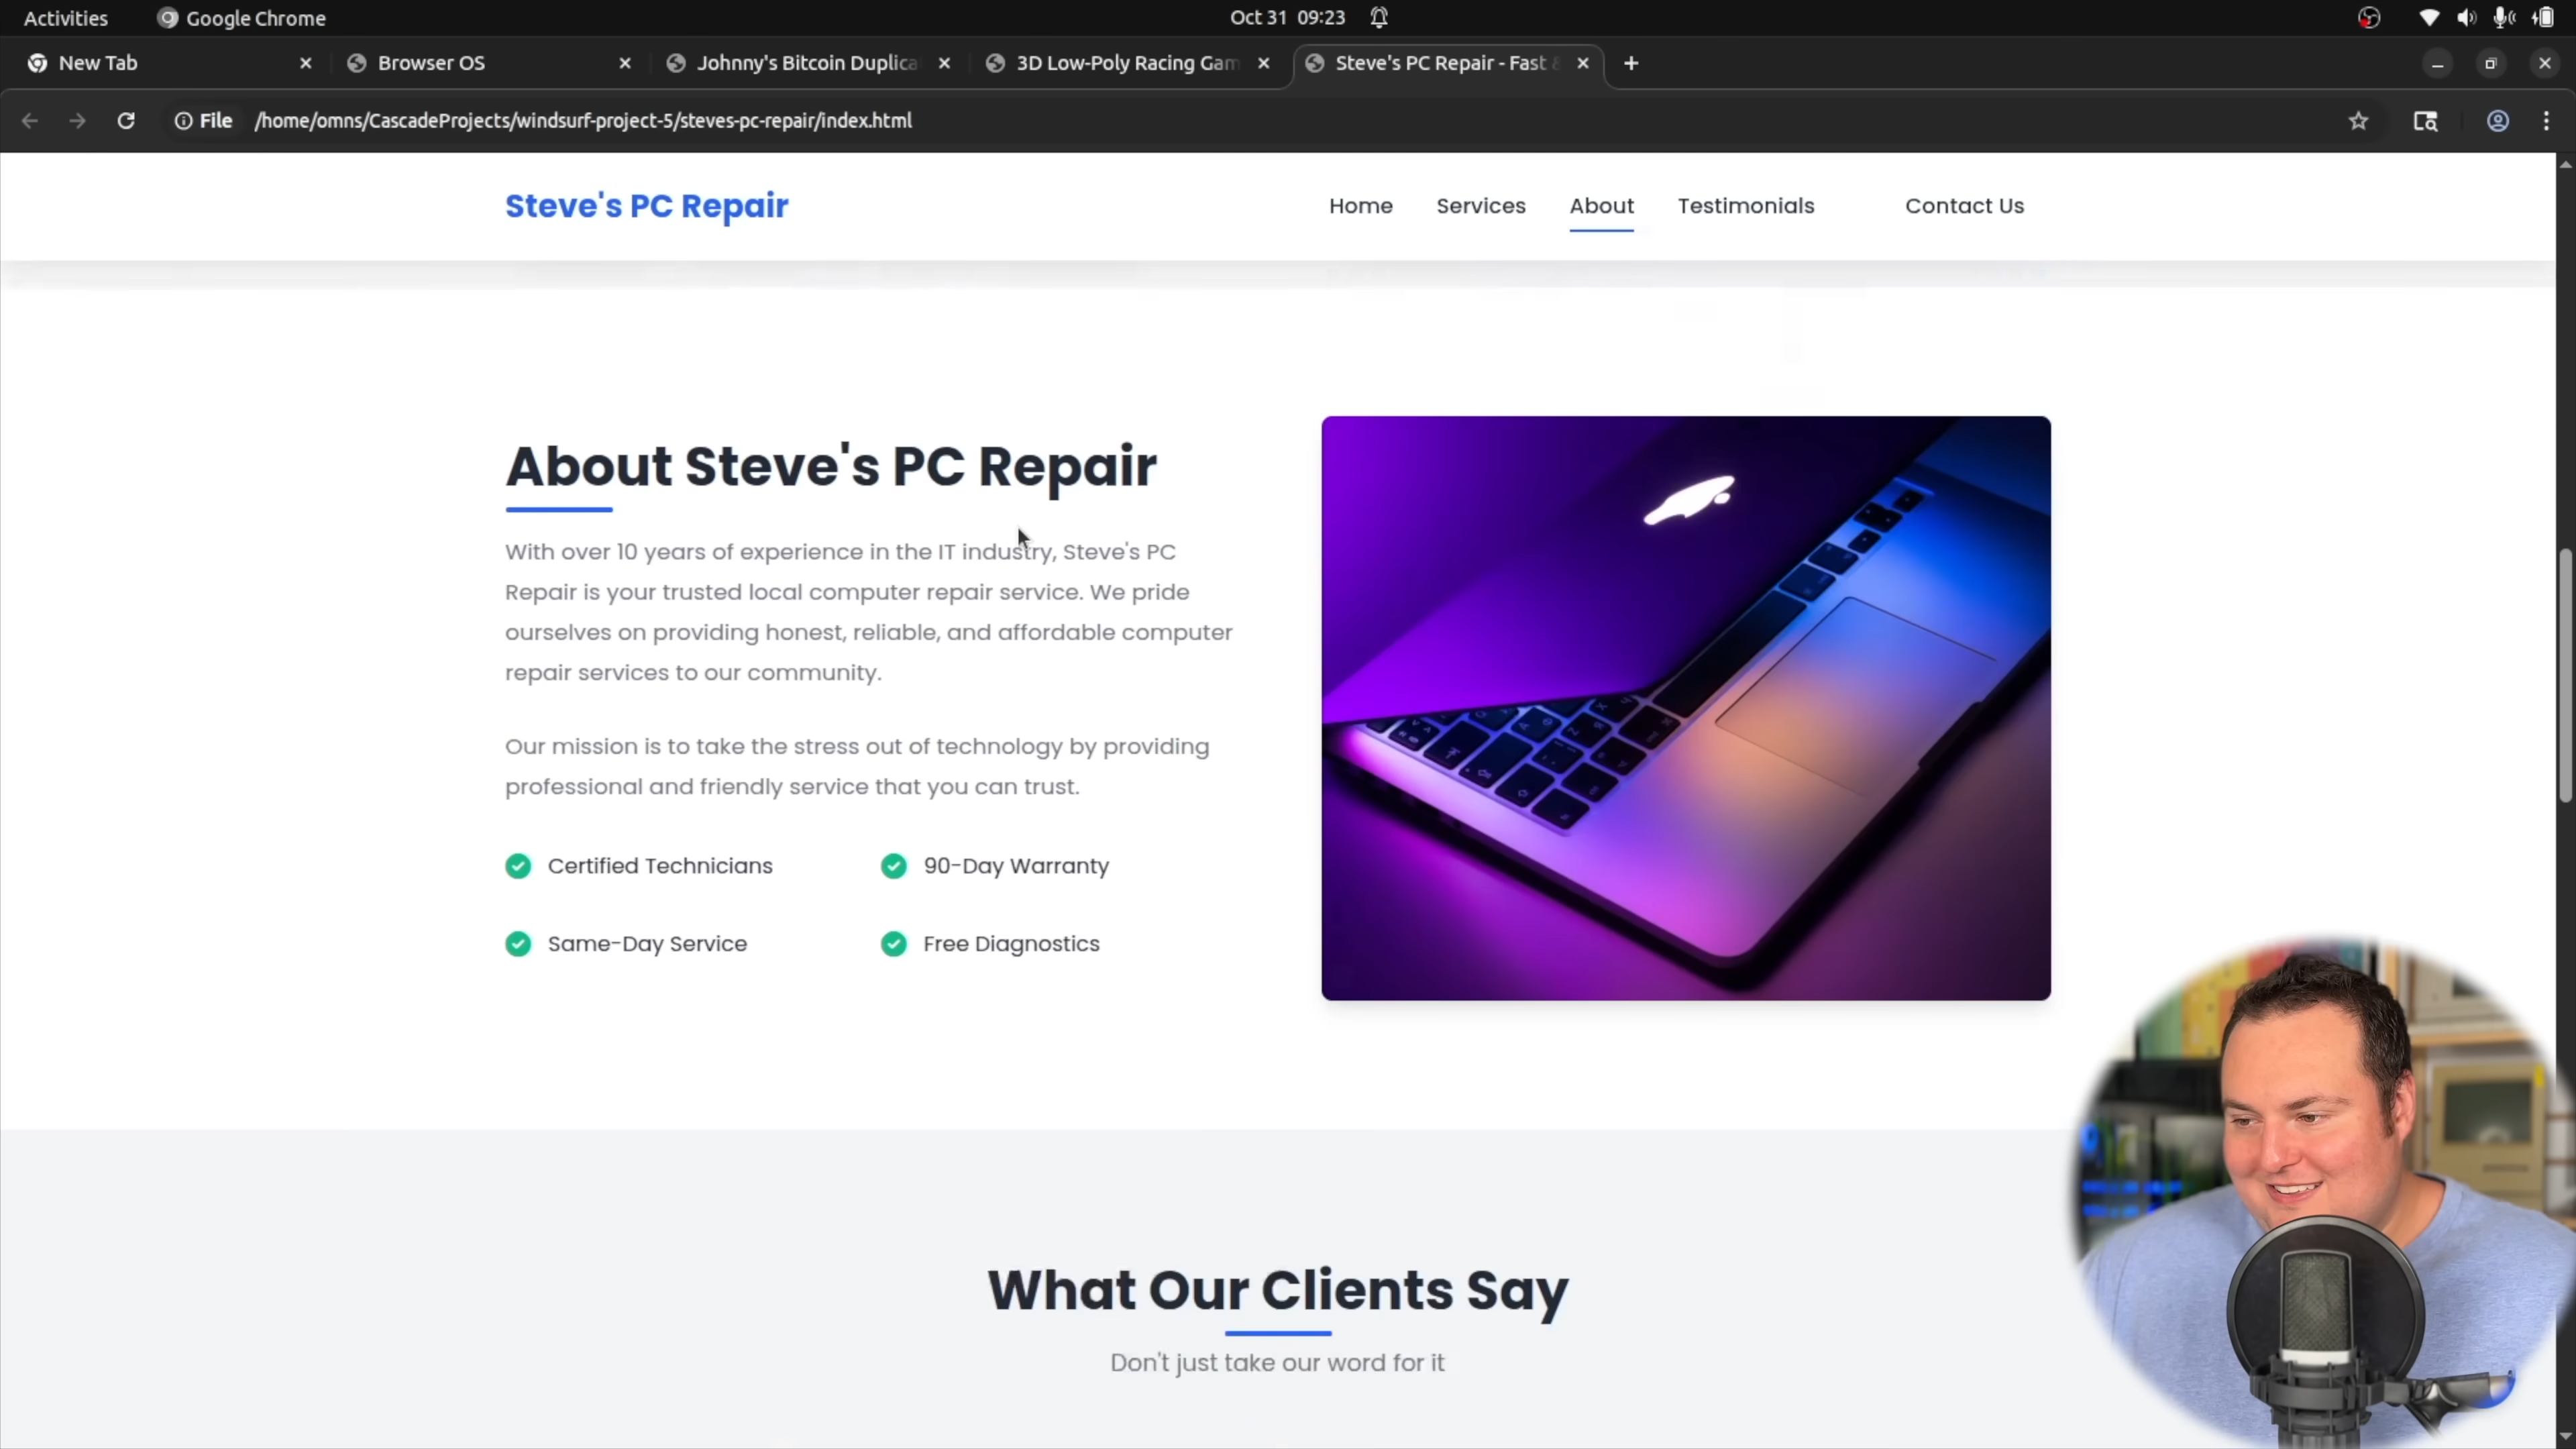 Activities Google Chrome Oct 31 09:23
New Tab Browser OS Johnny's Bitcoin Duplica 3D Low-Poly Racing Gam Steve's PC Repair - Fast &
File /home/omns/CascadeProjects/windsurf-project-5/steves-pc-repair/index.html
Steve's PC Repair Home Services About Testimonials Contact Us
About Steve's PC Repair
With over 10 years of experience in the IT industry, Steve's PC
Repair is your trusted local computer repair service. We pride
ourselves on providing honest, reliable, and affordable computer
repair services to our community.
Our mission is to take the stress out of technology by providing
professional and friendly service that you can trust.
Certified Technicians 90-Day Warranty
Same-Day Service Free Diagnostics
What Our Clients Say
Don't just take our word for it